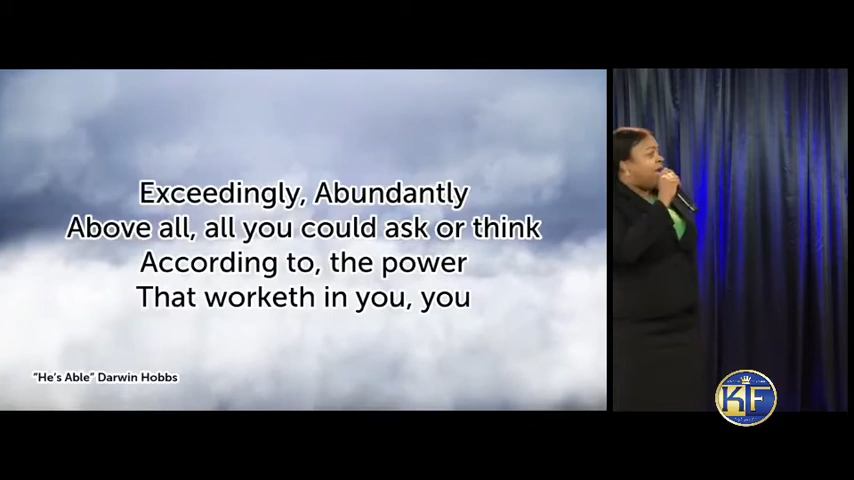 Exceedingly, Abundantly
Above all, all you could ask or think
According to, the power
That worketh in you, you
"He's Able" Darwin Hobbs
KF